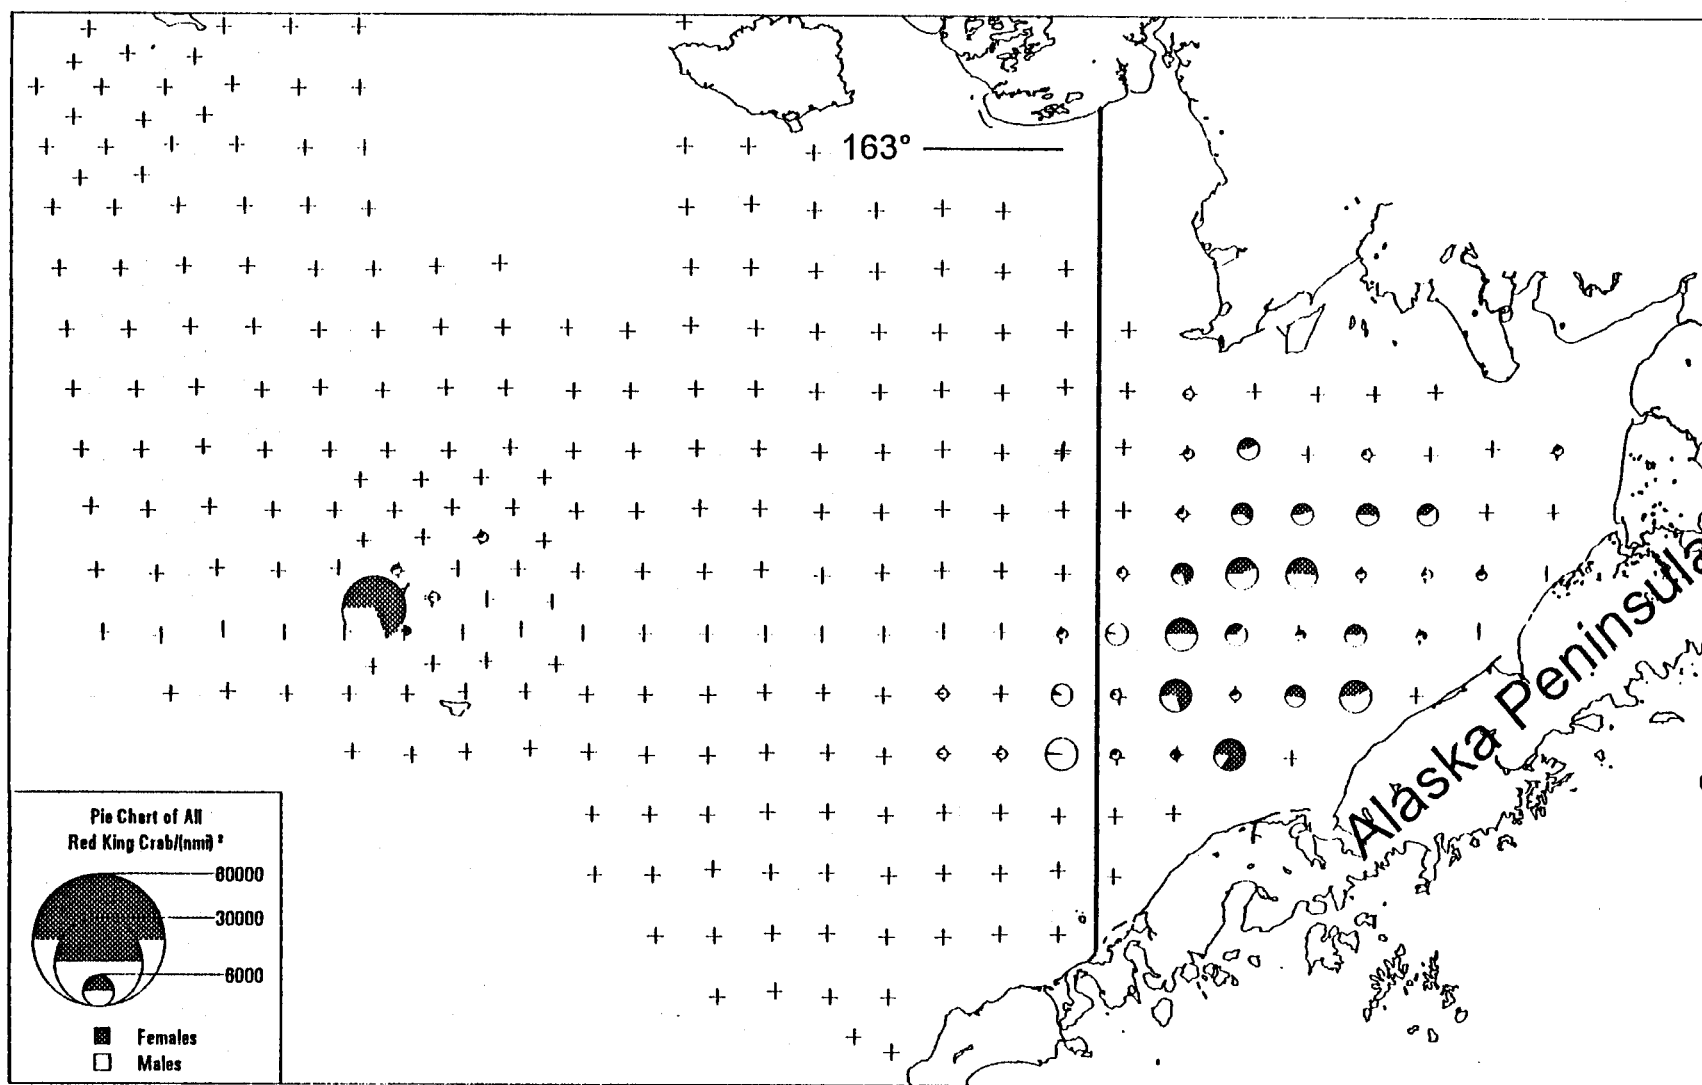 163°
Alaska Peninsula
Pie Chart of All
Red King Crab/(nmi) ²
60000
30000
6000
Females
Males